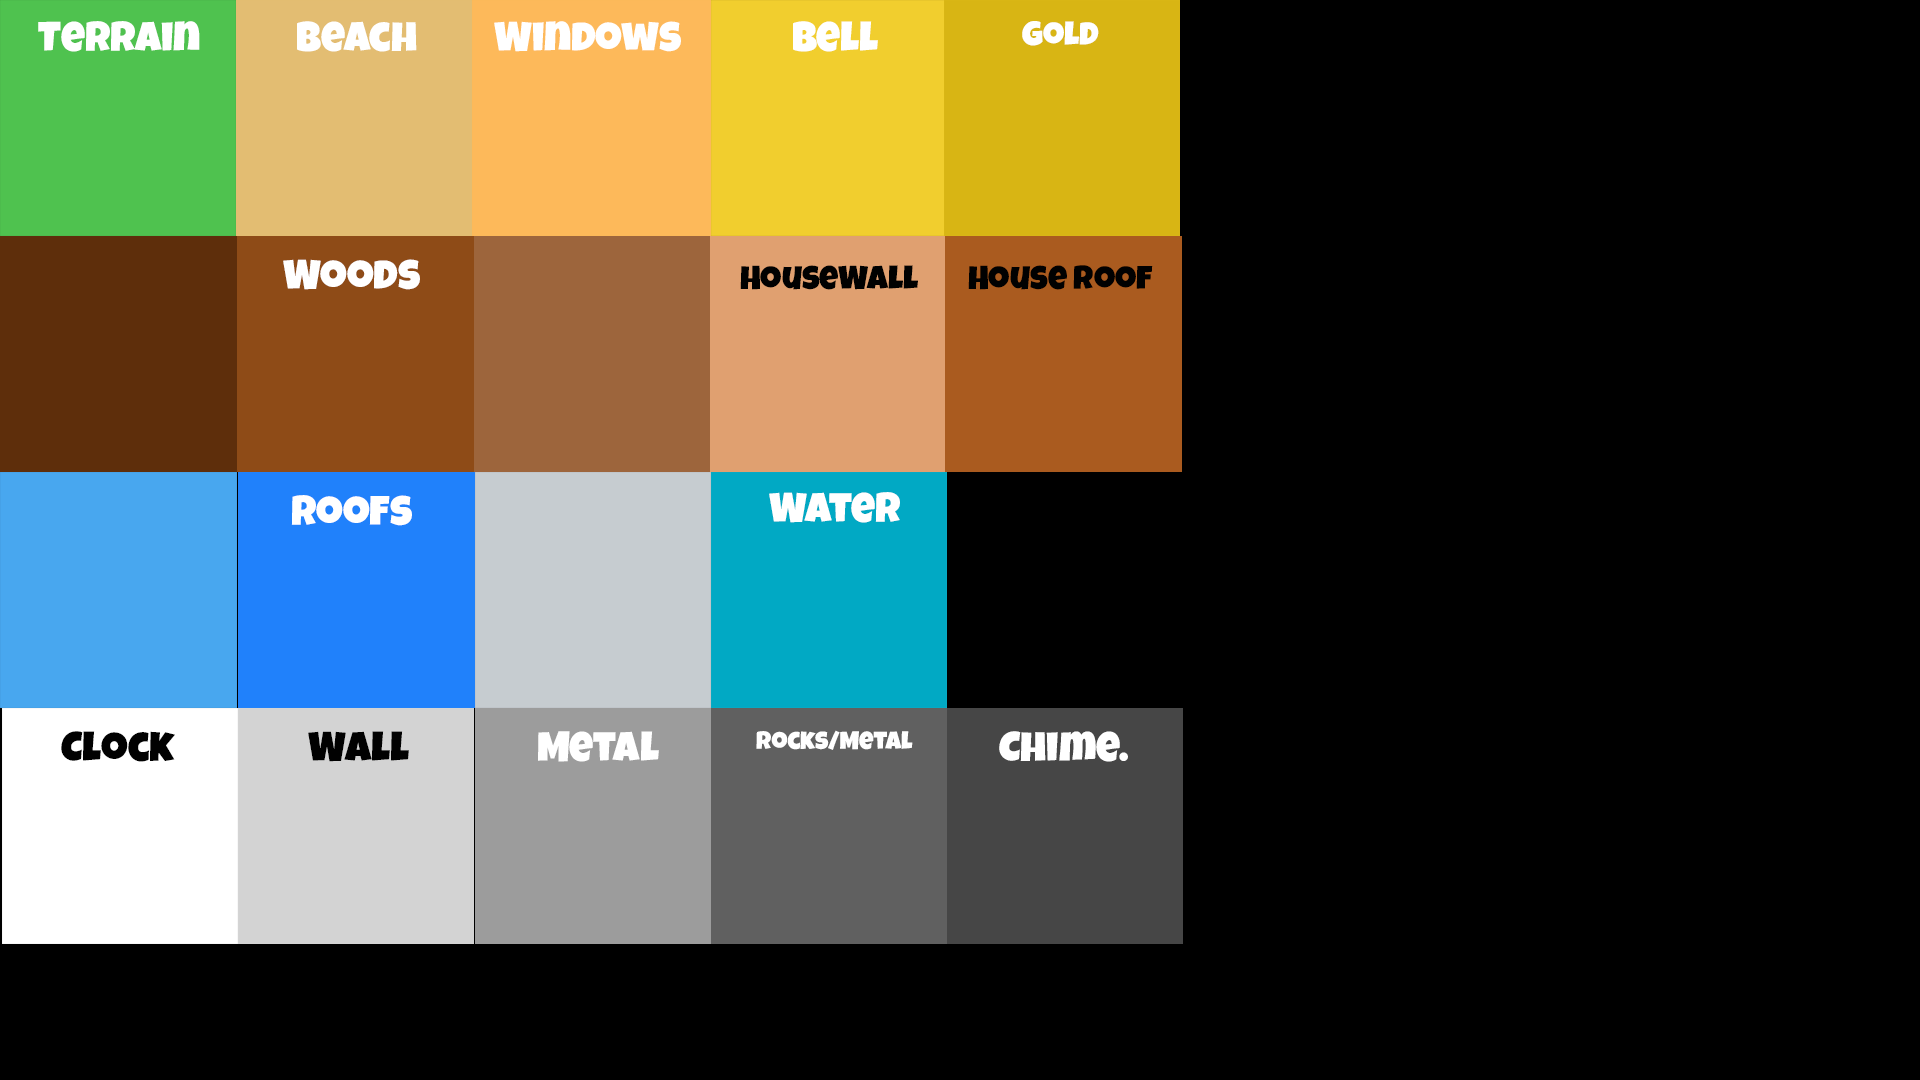 TERRAIN
BEACH
WINDOWS
BELL
GOLD
WOODS
HOUSEWALL
HOUSE ROOF
ROOFS
WATER
CLOCK
WALL
METAL
ROCKS/METAL
CHIME.